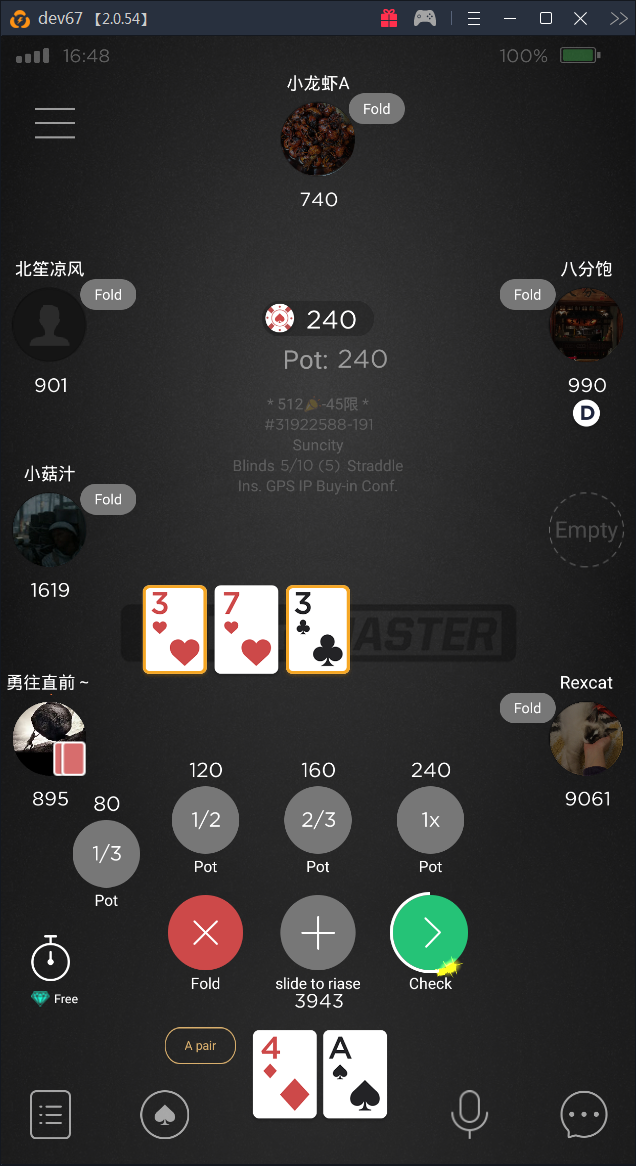 dev67 【2.0.54】
16:48
100%
小龙虾A
Fold
740
北笙凉风
Fold
901
八分饱
Fold
990
D
240
Pot: 240
* 512 -45限 *
#31922588-191
Suncity
Blinds 5/10 (5) Straddle
Ins. GPS IP Buy-in Conf.
小菇汁
Fold
1619
Empty
3
7
3
ASTER
勇往直前 ~
895
Rexcat
Fold
9061
80
1/3
Pot
120
1/2
Pot
160
2/3
Pot
240
1x
Pot
Free
Fold
slide to riase
3943
Check
A pair
4
A